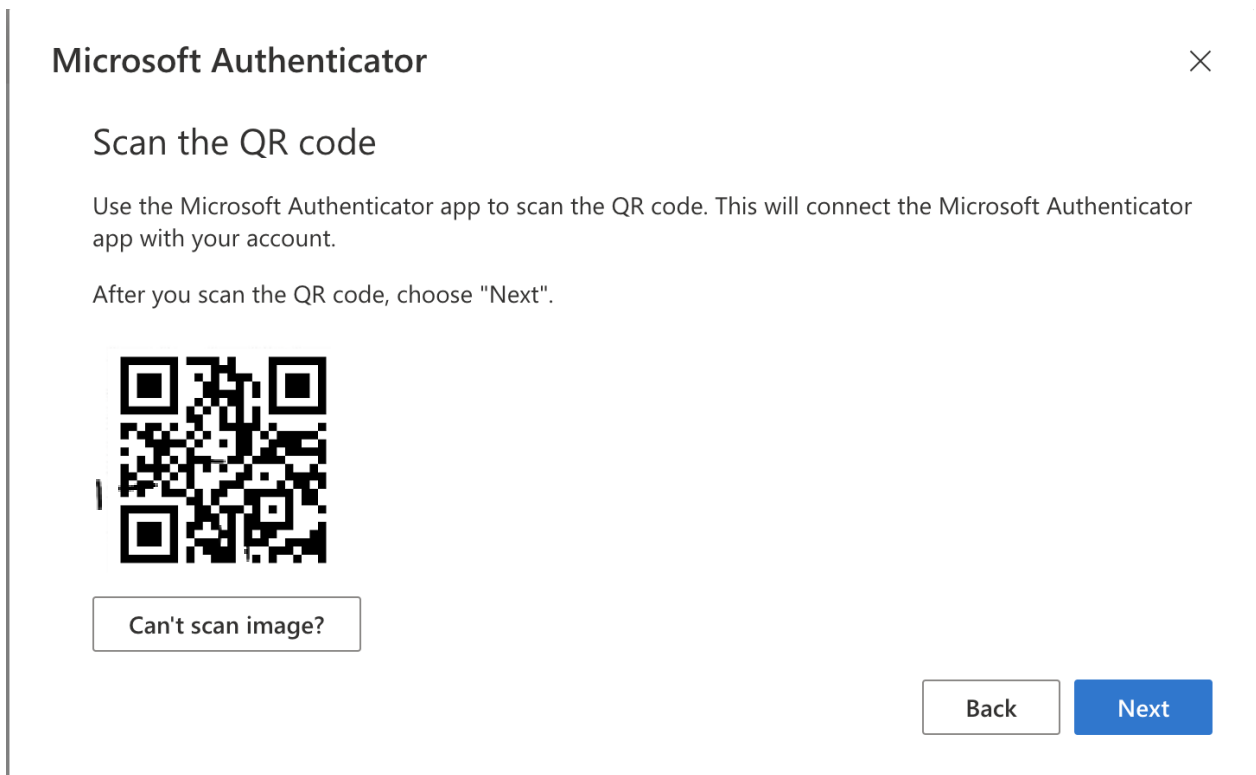 Microsoft Authenticator
Scan the QR code
Use the Microsoft Authenticator app to scan the QR code. This will connect the Microsoft Authenticator
app with your account.
After you scan the QR code, choose "Next".
Can't scan image?
Back
Next